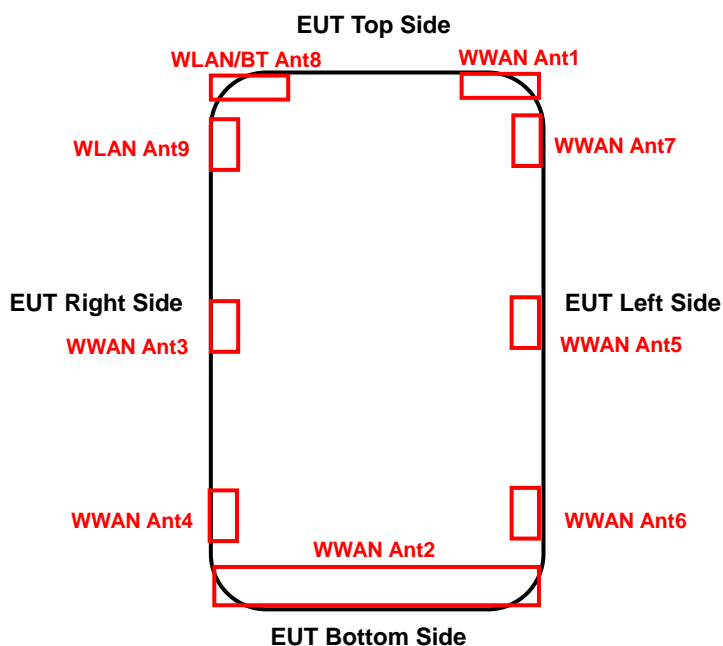 EUT Top Side
WLAN/BT Ant8
WWAN Ant1
WLAN Ant9
WWAN Ant7
EUT Right Side
EUT Left Side
WWAN Ant3
WWAN Ant5
WWAN Ant4
WWAN Ant6
WWAN Ant2
EUT Bottom Side